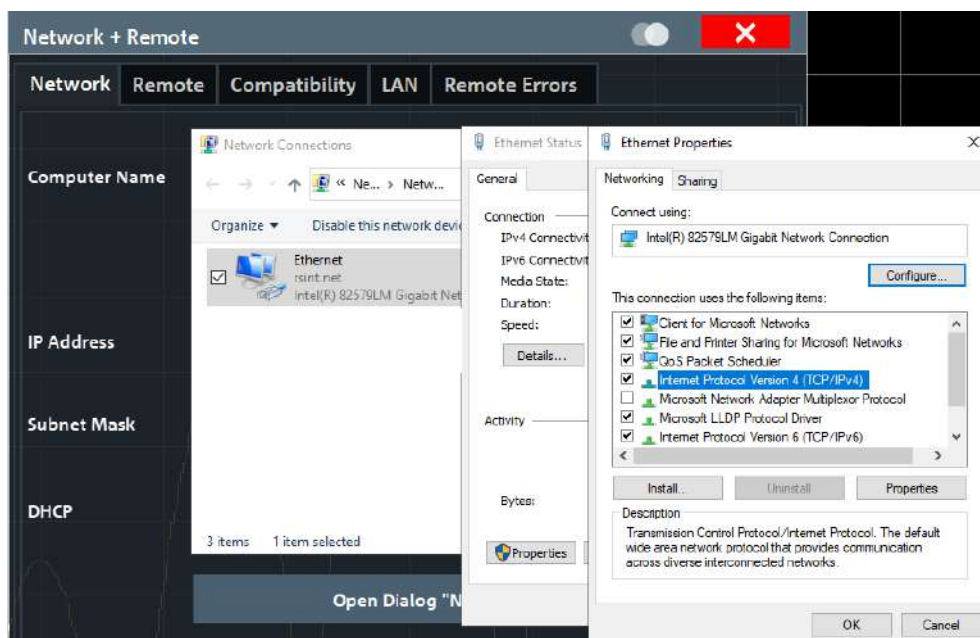 Network + Remote
Network Remote Compatibility LAN Remote Errors
Computer Name
IP Address
Subnet Mask
DHCP
Network Connections
« Ne... › Netw...
Organize Disable this network devi
Ethernet
rsint.net
Intel(R) 82579LM Gigabit Net
3 items 1 item selected
Open Dialog "N
Ethernet Status
General
Connection
IPv4 Connectivit
IPv6 Connectivit
Media State:
Duration:
Speed:
Details...
Activity
Bytes:
Properties
Ethernet Properties
Networking Sharing
Connect using:
Intel(R) 82579LM Gigabit Network Connection
Configure...
This connection uses the following items:
Client for Microsoft Networks
File and Printer Sharing for Microsoft Networks
QoS Packet Scheduler
Internet Protocol Version 4 (TCP/IPv4)
Microsoft Network Adapter Multiplexor Protocol
Microsoft LLDP Protocol Driver
Internet Protocol Version 6 (TCP/IPv6)
Install... Uninstall Properties
Description
Transmission Control Protocol/Internet Protocol. The default
wide area network protocol that provides communication
across diverse interconnected networks.
OK Cancel